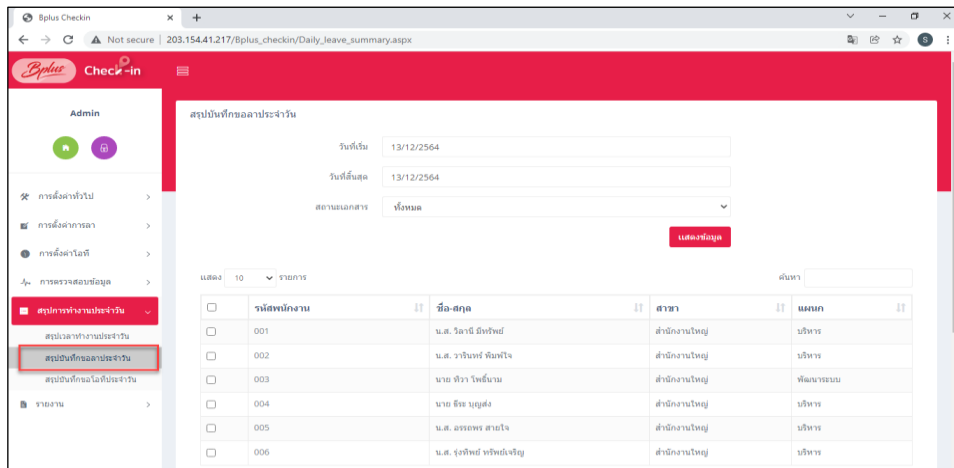 Bplus Checkin
Not secure | 203.154.41.217/Bplus_checkin/Daily_leave_summary.aspx
S
Bplus Check-in
Admin
การตั้งค่าทั่วไป
การตั้งค่าการลา
การตั้งค่าโอที
การตรวจสอบข้อมูล
สรุปการทำงานประจำวัน
สรุปเวลาทำงานประจำวัน
สรุปบันทึกขอลาประจำวัน
สรุปบันทึกขอโอทีประจำวัน
รายงาน
สรุปบันทึกขอลาประจำวัน
วันที่เริ่ม 13/12/2564
วันที่สิ้นสุด 13/12/2564
สถานะเอกสาร ทั้งหมด
แสดงข้อมูล
แสดง 10 รายการ ค้นหา
รหัสพนักงาน ชื่อ-สกุล สาขา แผนก
001 น.ส. วิลานี มีทรัพย์ สำนักงานใหญ่ บริหาร
002 น.ส. วารินทร์ พิมพ์ใจ สำนักงานใหญ่ บริหาร
003 นาย ทิวา โพธิ์นาม สำนักงานใหญ่ พัฒนาระบบ
004 นาย ธีระ บุญส่ง สำนักงานใหญ่ บริหาร
005 น.ส. อรรถพร สายใจ สำนักงานใหญ่ บริหาร
006 น.ส. รุ่งทิพย์ ทรัพย์เจริญ สำนักงานใหญ่ บริหาร